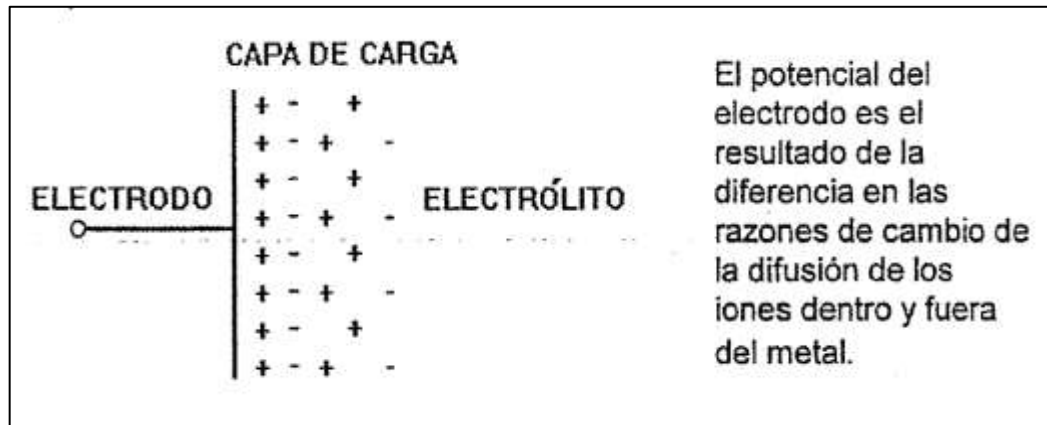 CAPA DE CARGA
+ - +
+ - + -
+ - +
+ - + -
+ - +
+ - + -
+ - +
+ - + -
ELECTRODO
ELECTRÓLITO
El potencial del
electrodo es el
resultado de la
diferencia en las
razones de cambio de
la difusión de los
iones dentro y fuera
del metal.